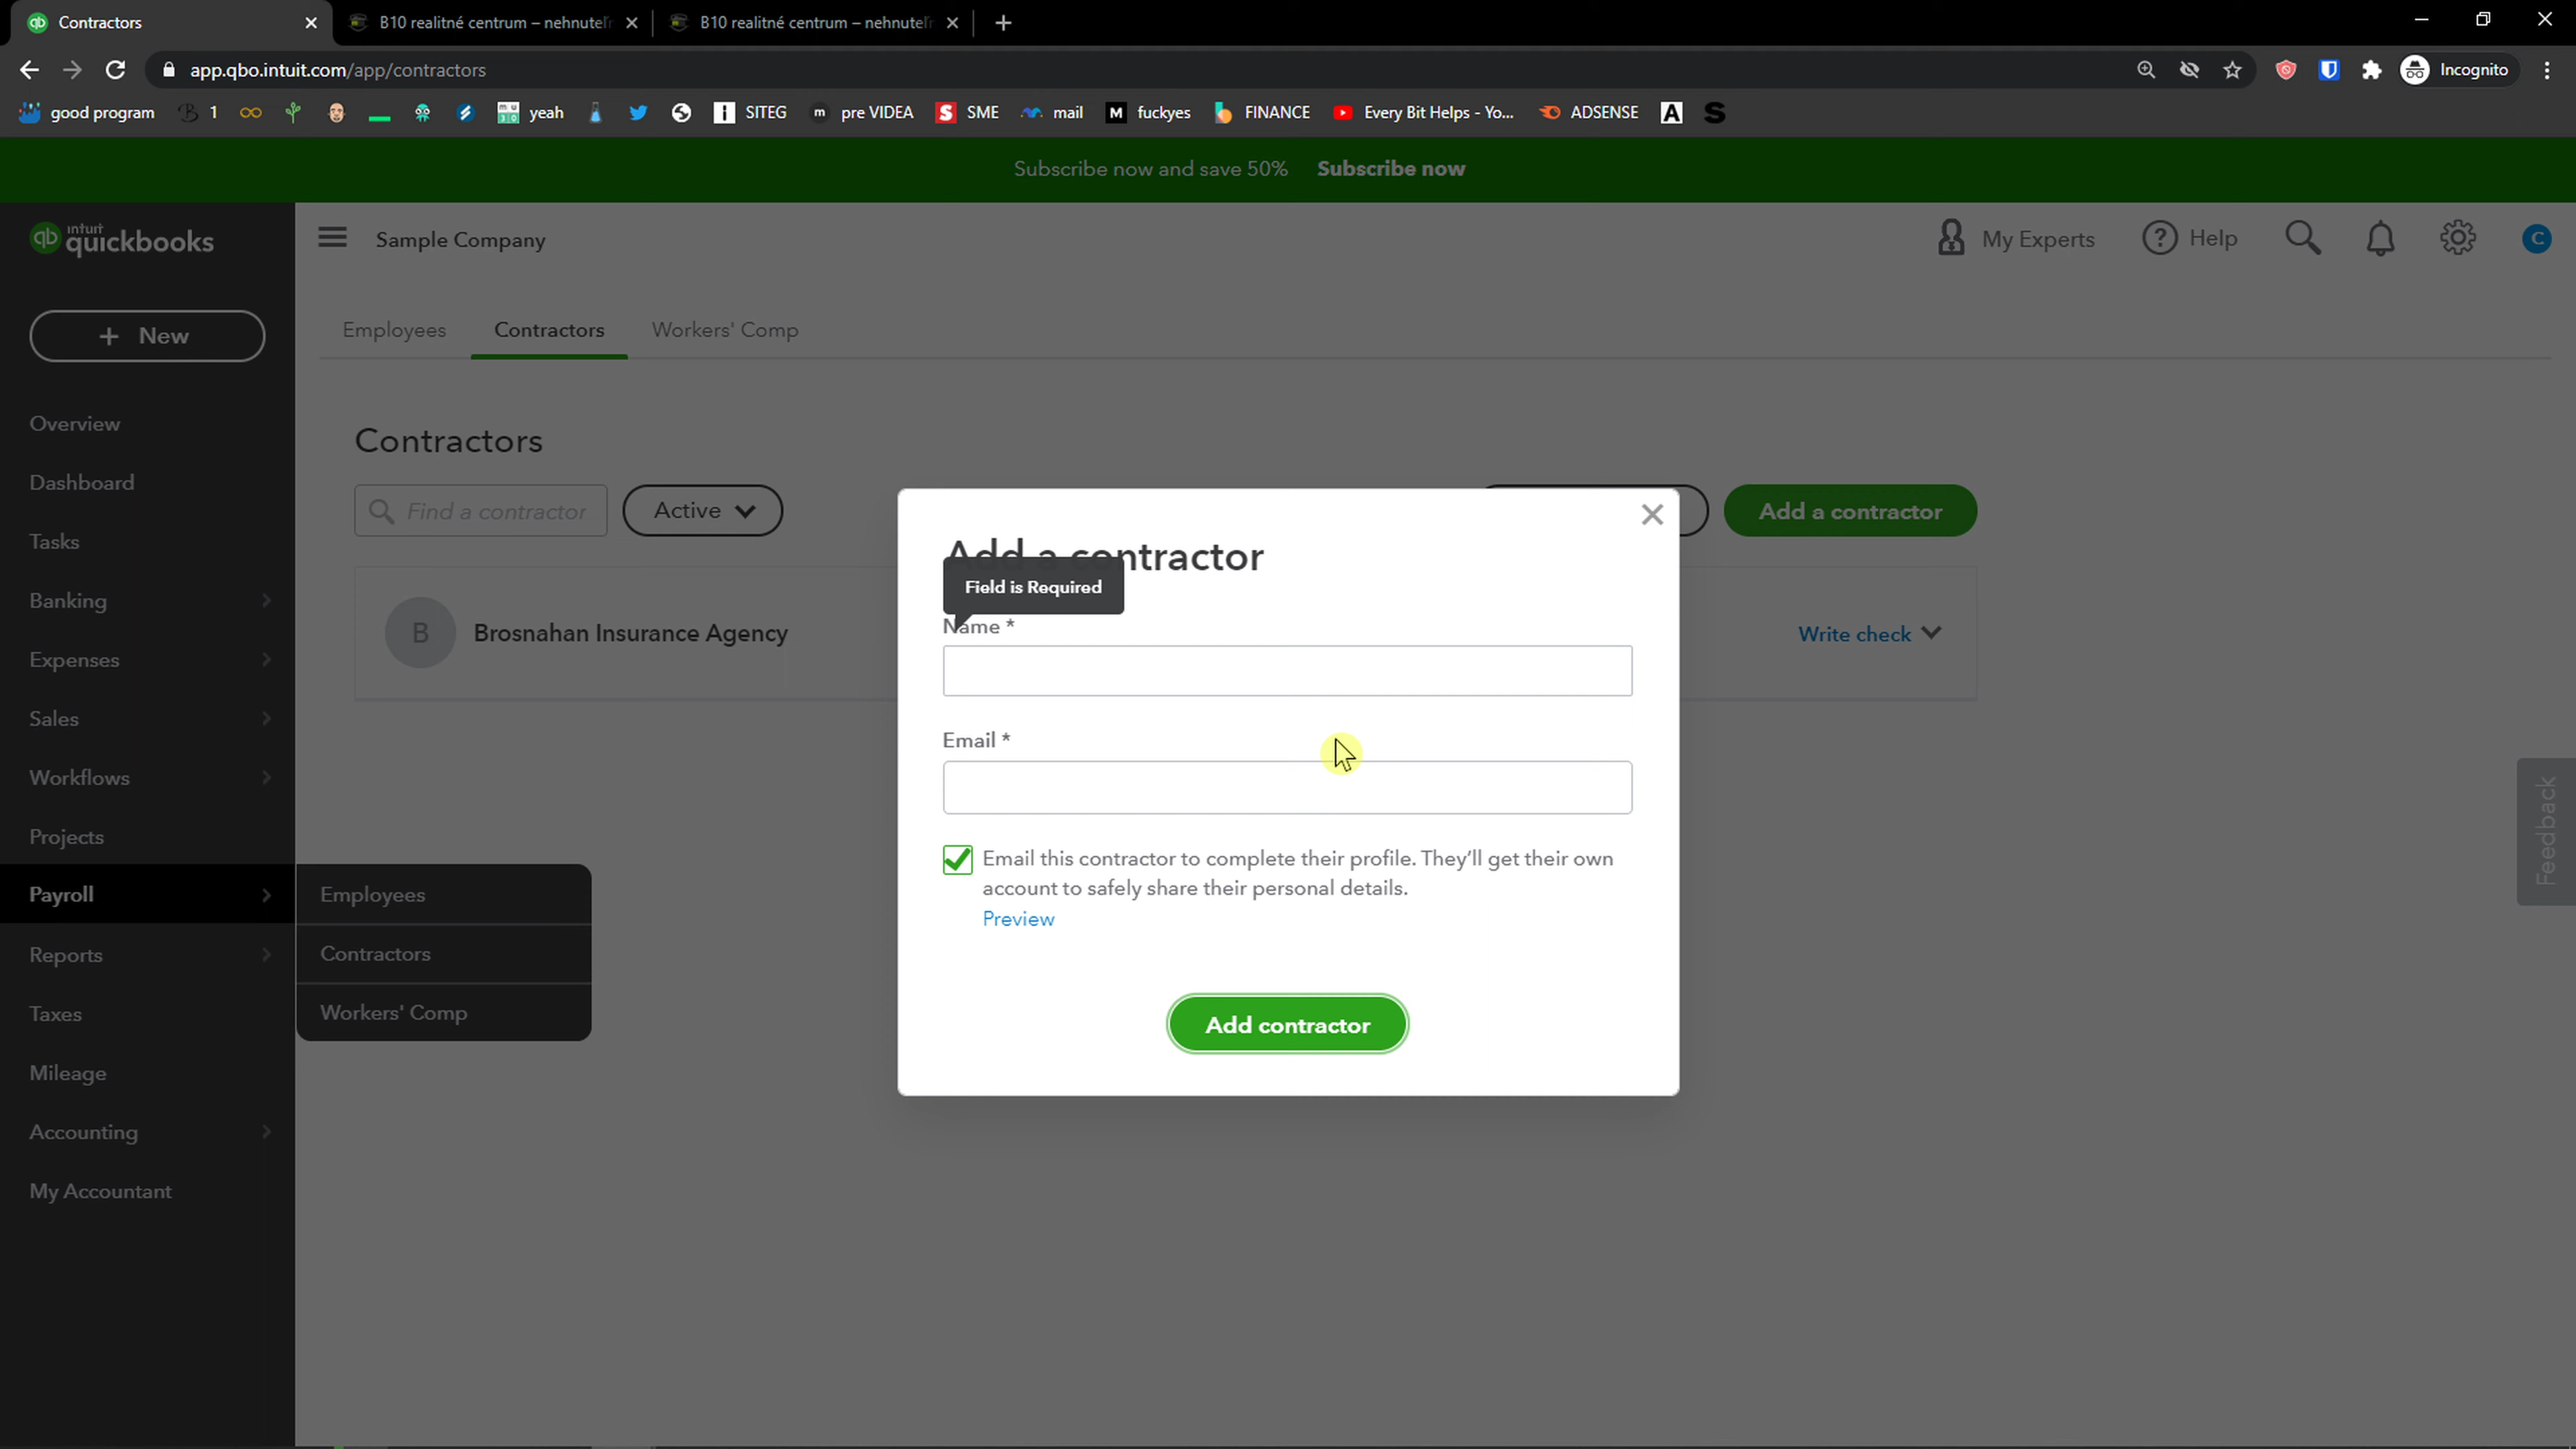 Contractors
B10 realitné centrum – nehnuteľn
B10 realitné centrum – nehnuteľn
app.qbo.intuit.com/app/contractors
Incognito
good program
1
yeah
SITEG
pre VIDEA
SME
mail
fuckyes
FINANCE
Every Bit Helps - Yo...
ADSENSE
Subscribe now and save 50% Subscribe now
intuit
quickbooks
Sample Company
My Experts
Help
C
+ New
Employees
Contractors
Workers' Comp
Overview
Dashboard
Tasks
Banking
Expenses
Sales
Workflows
Projects
Payroll
Reports
Taxes
Mileage
Accounting
My Accountant
Employees
Contractors
Workers' Comp
Contractors
Find a contractor
Active
Add a contractor
B
Brosnahan Insurance Agency
Write check
Add a contractor
Field is Required
Name *
Email *
Email this contractor to complete their profile. They’ll get their own
account to safely share their personal details.
Preview
Add contractor
Feedback